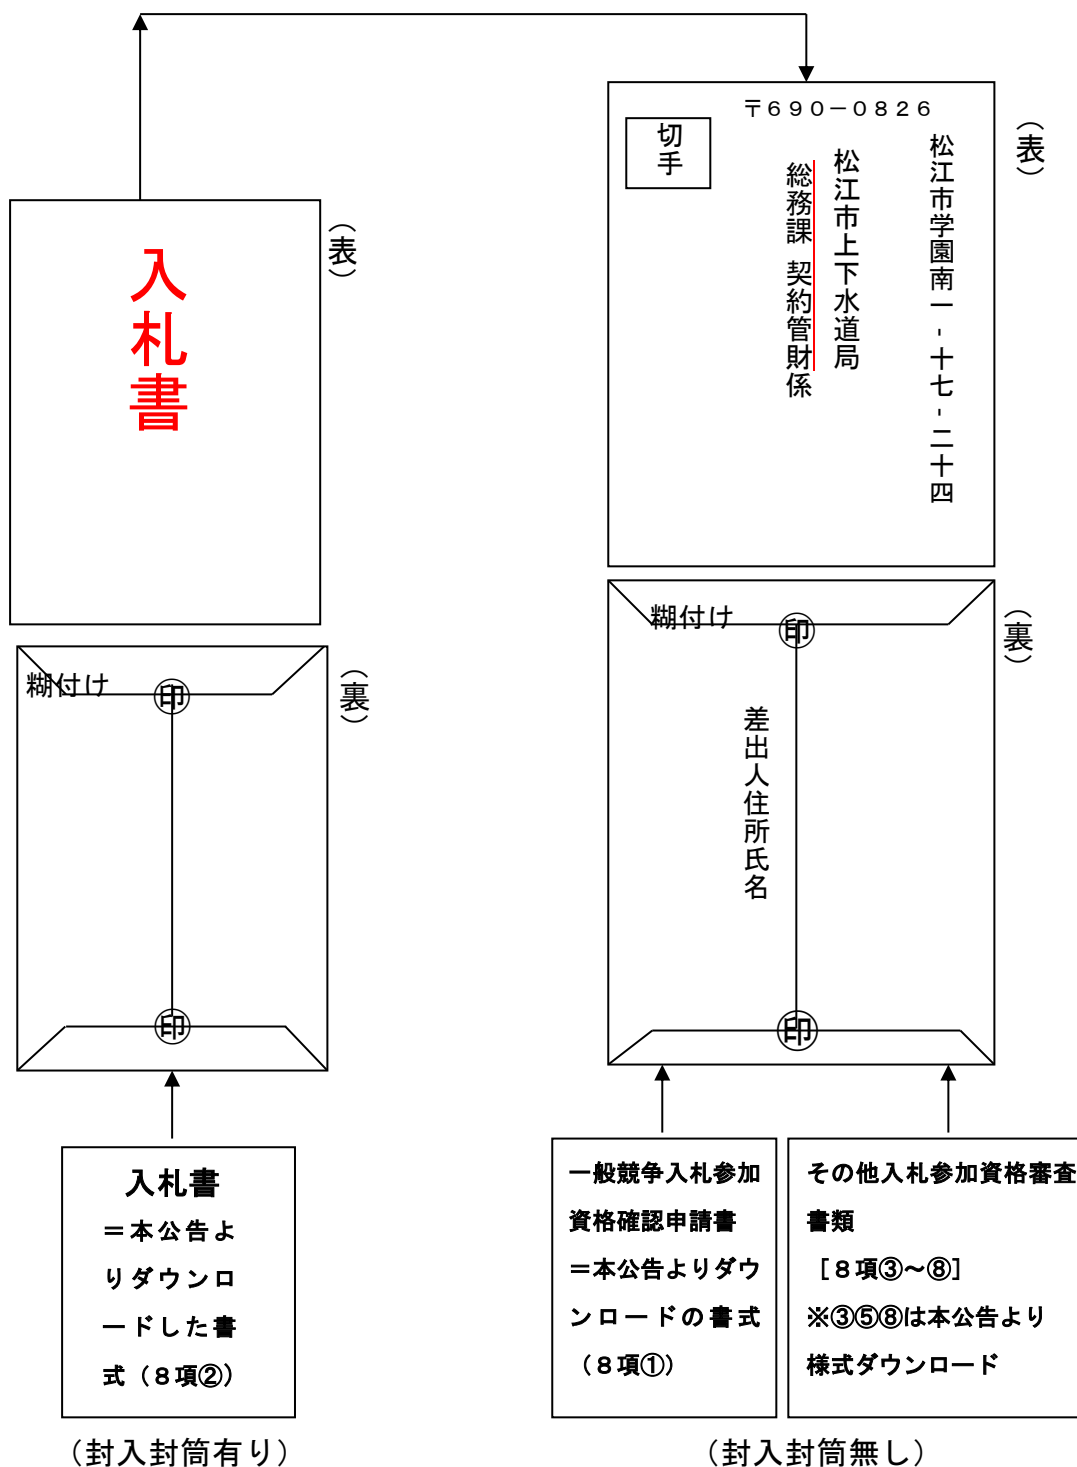 〒６９０－０８２６
切手
松江市学園南一-十七-二十四
松江市上下水道局
総務課 契約管財係
（表）
入札書
（表）
糊付け
印
差出人住所氏名
印
（裏）
糊付け
印
印
（裏）
入札書
＝本公告よ
りダウンロ
ードした書
式（８項②）
一般競争入札参加
資格確認申請書
＝本公告よりダウ
ンロードの書式
（８項①）
その他入札参加資格審査
書類
［８項③～⑧］
※③⑤⑧は本公告より
様式ダウンロード
（封入封筒有り）
（封入封筒無し）